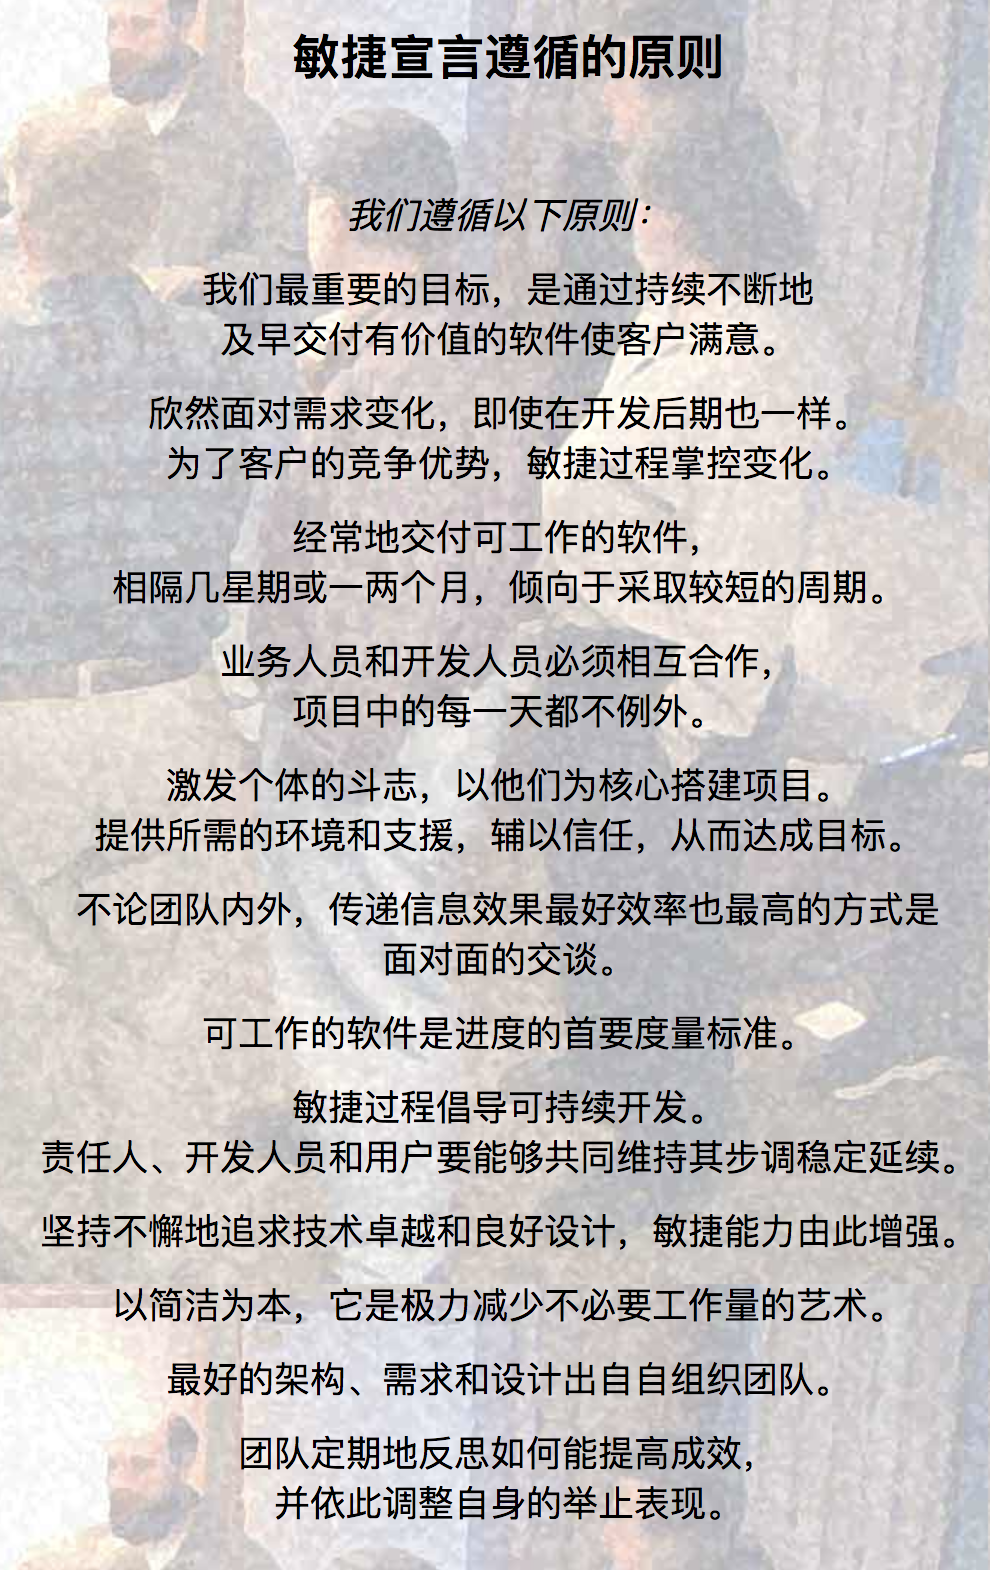 敏捷宣言遵循的原则
我们遵循以下原则：
我们最重要的目标，是通过持续不断地
及早交付有价值的软件使客户满意。
欣然面对需求变化，即使在开发后期也一样。
为了客户的竞争优势，敏捷过程掌控变化。
经常地交付可工作的软件，
相隔几星期或一两个月，倾向于采取较短的周期。
业务人员和开发人员必须相互合作，
项目中的每一天都不例外。
激发个体的斗志，以他们为核心搭建项目。
提供所需的环境和支援，辅以信任，从而达成目标。
不论团队内外，传递信息效果最好效率也最高的方式是
面对面的交谈。
可工作的软件是进度的首要度量标准。
敏捷过程倡导可持续开发。
责任人、开发人员和用户要能够共同维持其步调稳定延续。
坚持不懈地追求技术卓越和良好设计，敏捷能力由此增强。
以简洁为本，它是极力减少不必要工作量的艺术。
最好的架构、需求和设计出自自组织团队。
团队定期地反思如何能提高成效，
并依此调整自身的举止表现。